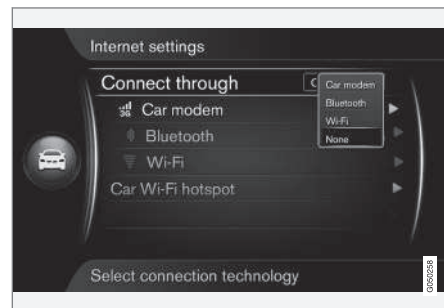 Internet settings
Connect through
Car modem
Bluetooth
Wi-Fi
None
3G Car modem
Bluetooth
Wi-Fi
Car Wi-Fi hotspot
Select connection technology
G050258